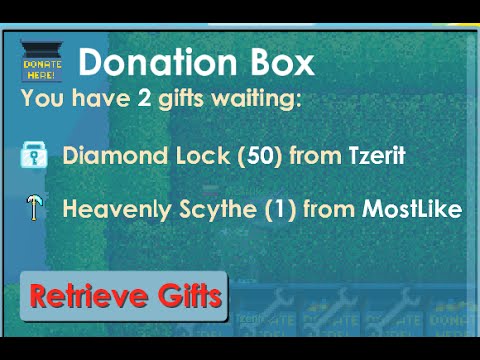 DONATE
HERE!
Donation Box
You have 2 gifts waiting:
Diamond Lock (50) from Tzerit
Heavenly Scythe (1) from MostLike
Retrieve Gifts